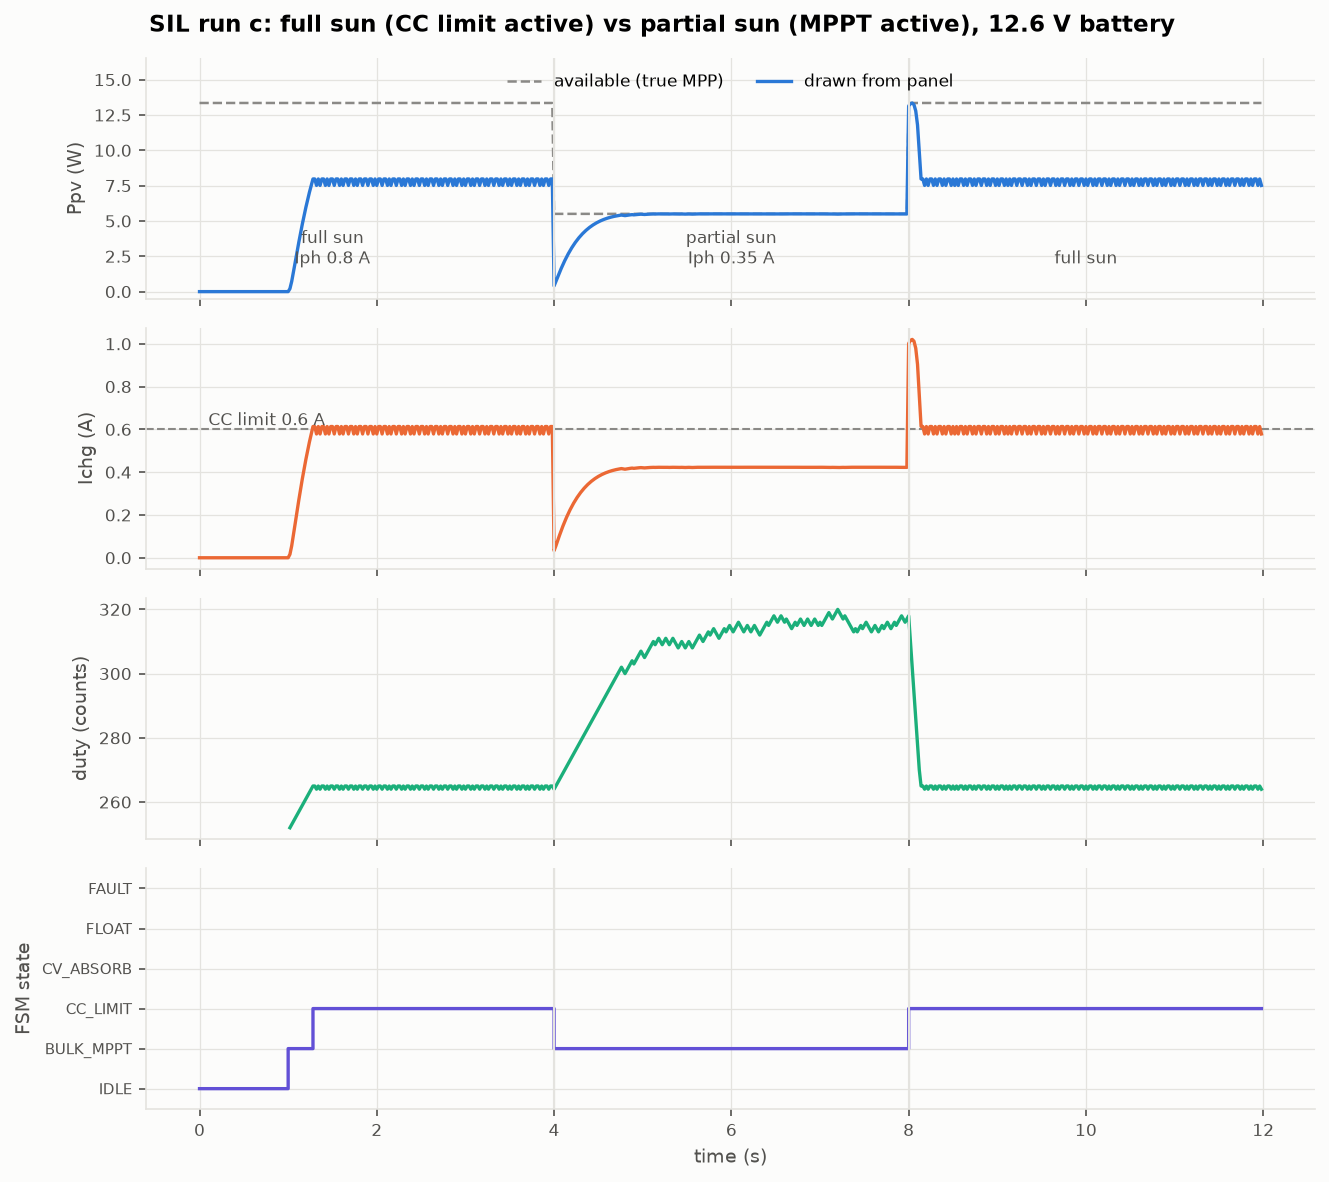 SIL run c: full sun (CC limit active) vs partial sun (MPPT active), 12.6 V battery
available (true MPP)
drawn from panel
Ppv (W)
15.0
12.5
10.0
7.5
5.0
2.5
0.0
full sun
Iph 0.8 A
partial sun
Iph 0.35 A
full sun
Ichg (A)
1.0
0.8
0.6
0.4
0.2
0.0
CC limit 0.6 A
duty (counts)
320
300
280
260
FSM state
FAULT
FLOAT
CV_ABSORB
CC_LIMIT
BULK_MPPT
IDLE
0
2
4
6
8
10
12
time (s)